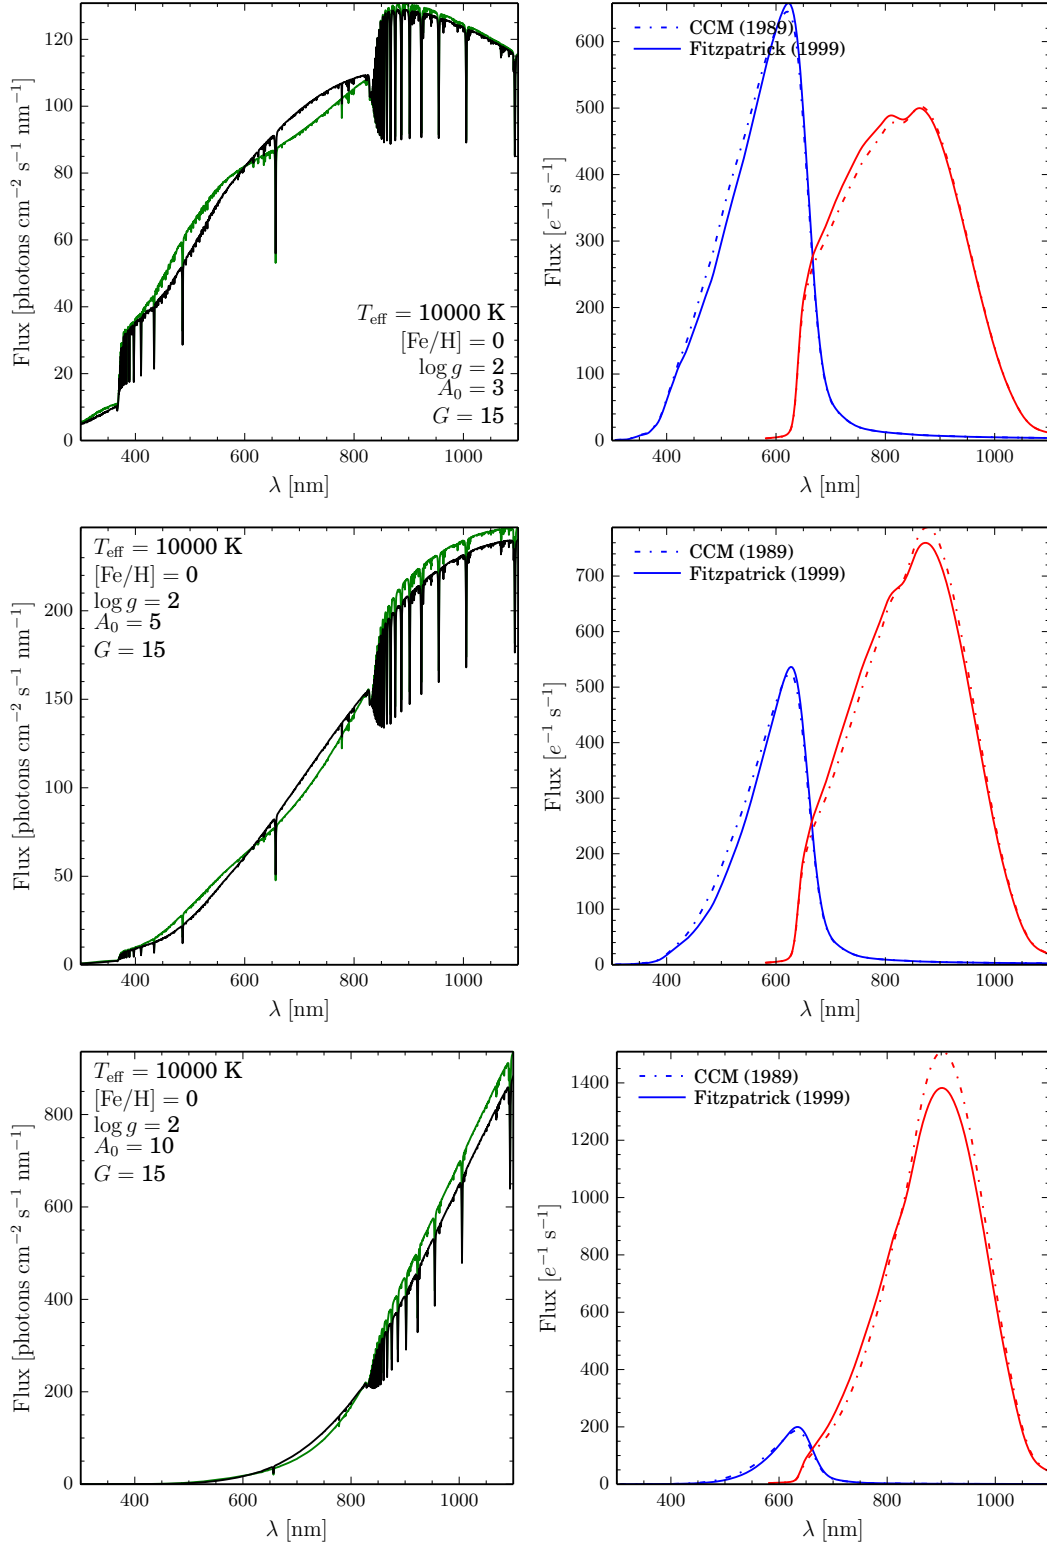 120
100
80
60
40
20
0
Flux [photons cm⁻² s⁻¹ nm⁻¹]
T_eff = 10000 K
[Fe/H] = 0
log g = 2
A₀ = 3
G = 15
400 600 800 1000
λ [nm]
CCM (1989)
Fitzpatrick (1999)
600
500
400
300
200
100
0
Flux [e⁻¹ s⁻¹]
400 600 800 1000
λ [nm]
T_eff = 10000 K
[Fe/H] = 0
log g = 2
A₀ = 5
G = 15
200
150
100
50
0
Flux [photons cm⁻² s⁻¹ nm⁻¹]
400 600 800 1000
λ [nm]
CCM (1989)
Fitzpatrick (1999)
700
600
500
400
300
200
100
0
Flux [e⁻¹ s⁻¹]
400 600 800 1000
λ [nm]
T_eff = 10000 K
[Fe/H] = 0
log g = 2
A₀ = 10
G = 15
800
600
400
200
0
Flux [photons cm⁻² s⁻¹ nm⁻¹]
400 600 800 1000
λ [nm]
CCM (1989)
Fitzpatrick (1999)
1400
1200
1000
800
600
400
200
0
Flux [e⁻¹ s⁻¹]
400 600 800 1000
λ [nm]